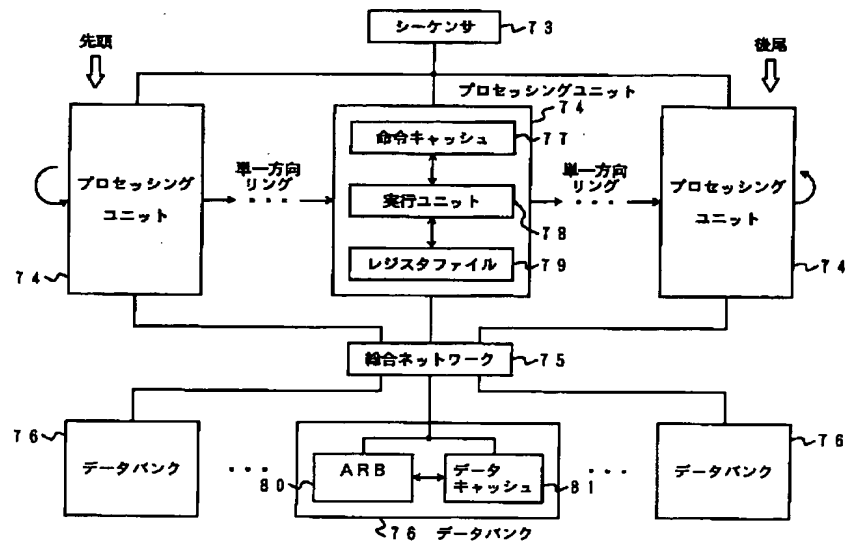 シーケンサ 73
先頭
後尾
プロセッシングユニット
74
命令キャッシュ 77
単一方向
リング
・・・
プロセッシング
ユニット
74
実行ユニット
78
レジスタファイル 79
単一方向
リング
・・・
プロセッシング
ユニット
74
総合ネットワーク 75
76
データバンク
・・・
ARB
80
データ
キャッシュ
81
76 データバンク
・・・
76
データバンク